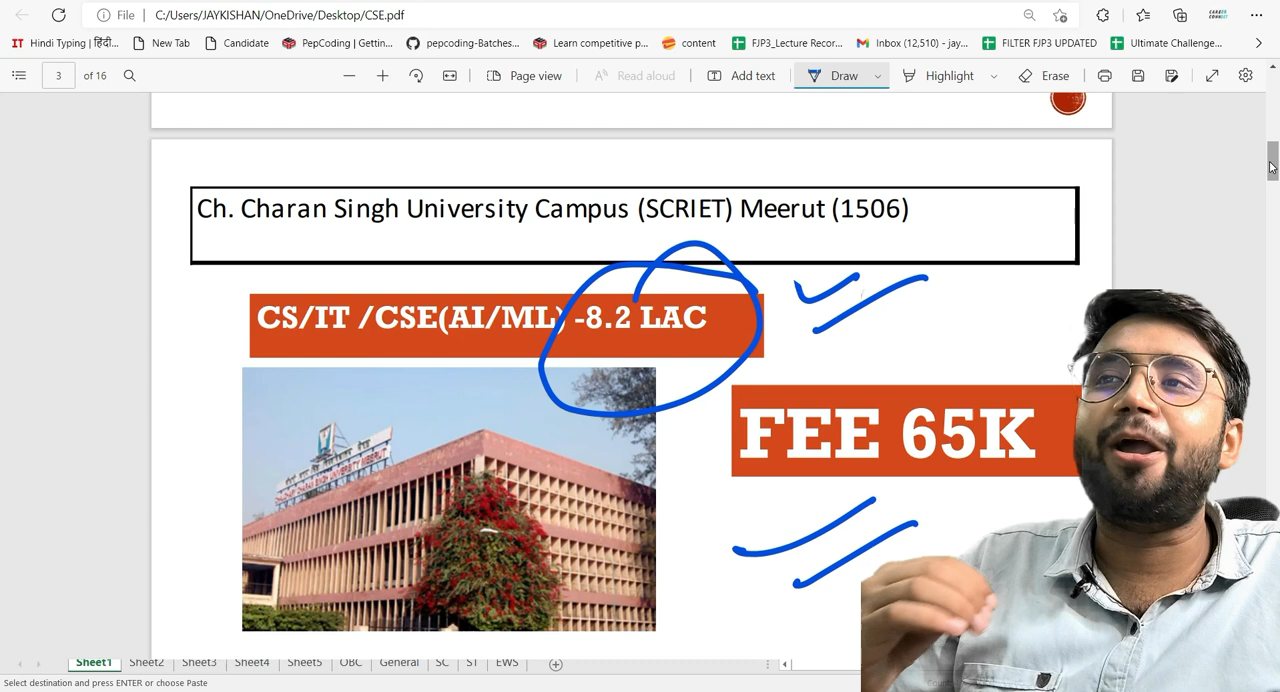 File C:/Users/JAYKISHAN/OneDrive/Desktop/CSE.pdf
IT Hindi Typing | हिंदी... New Tab Candidate PepCoding | Gettin... pepcoding-Batches... Learn competitive p... content FJP3_Lecture Recor... Inbox (12,510) - jay... FILTER FJP3 UPDATED Ultimate Challenge...
3 of 16 Page view Read aloud Add text Draw Highlight Erase
Ch. Charan Singh University Campus (SCRIET) Meerut (1506)
CS/IT /CSE(AI/ML) -8.2 LAC
FEE 65K
Sheet1 Sheet2 Sheet3 Sheet4 Sheet5 OBC General SC ST EWS
Select destination and press ENTER or choose Paste